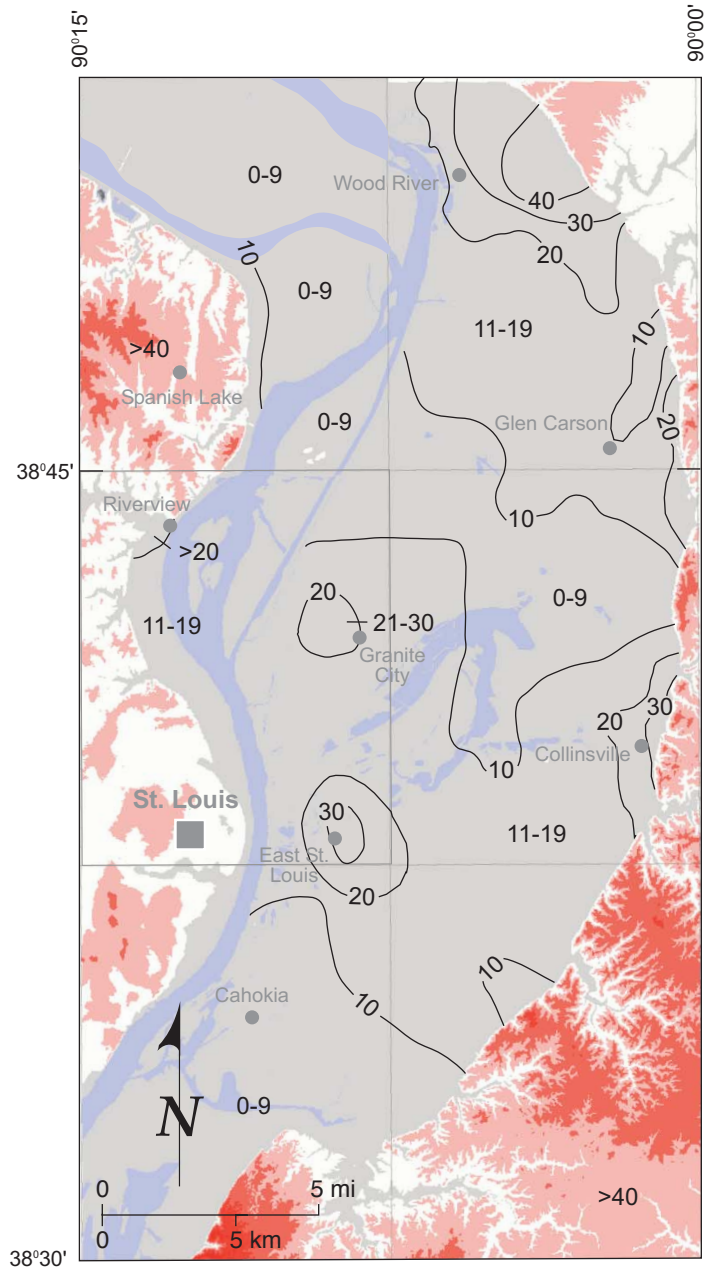 90°15'
90°00'
0-9
Wood River
40
30
20
10
0-9
11-19
10
>40
Spanish Lake
0-9
Glen Carson
20
38°45'
Riverview
10
>20
0-9
20
11-19
21-30
Granite
City
20
30
10
Collinsville
St. Louis
30
11-19
East St.
Louis
20
10
Cahokia
10
N
0-9
0
5 mi
>40
0
5 km
38°30'